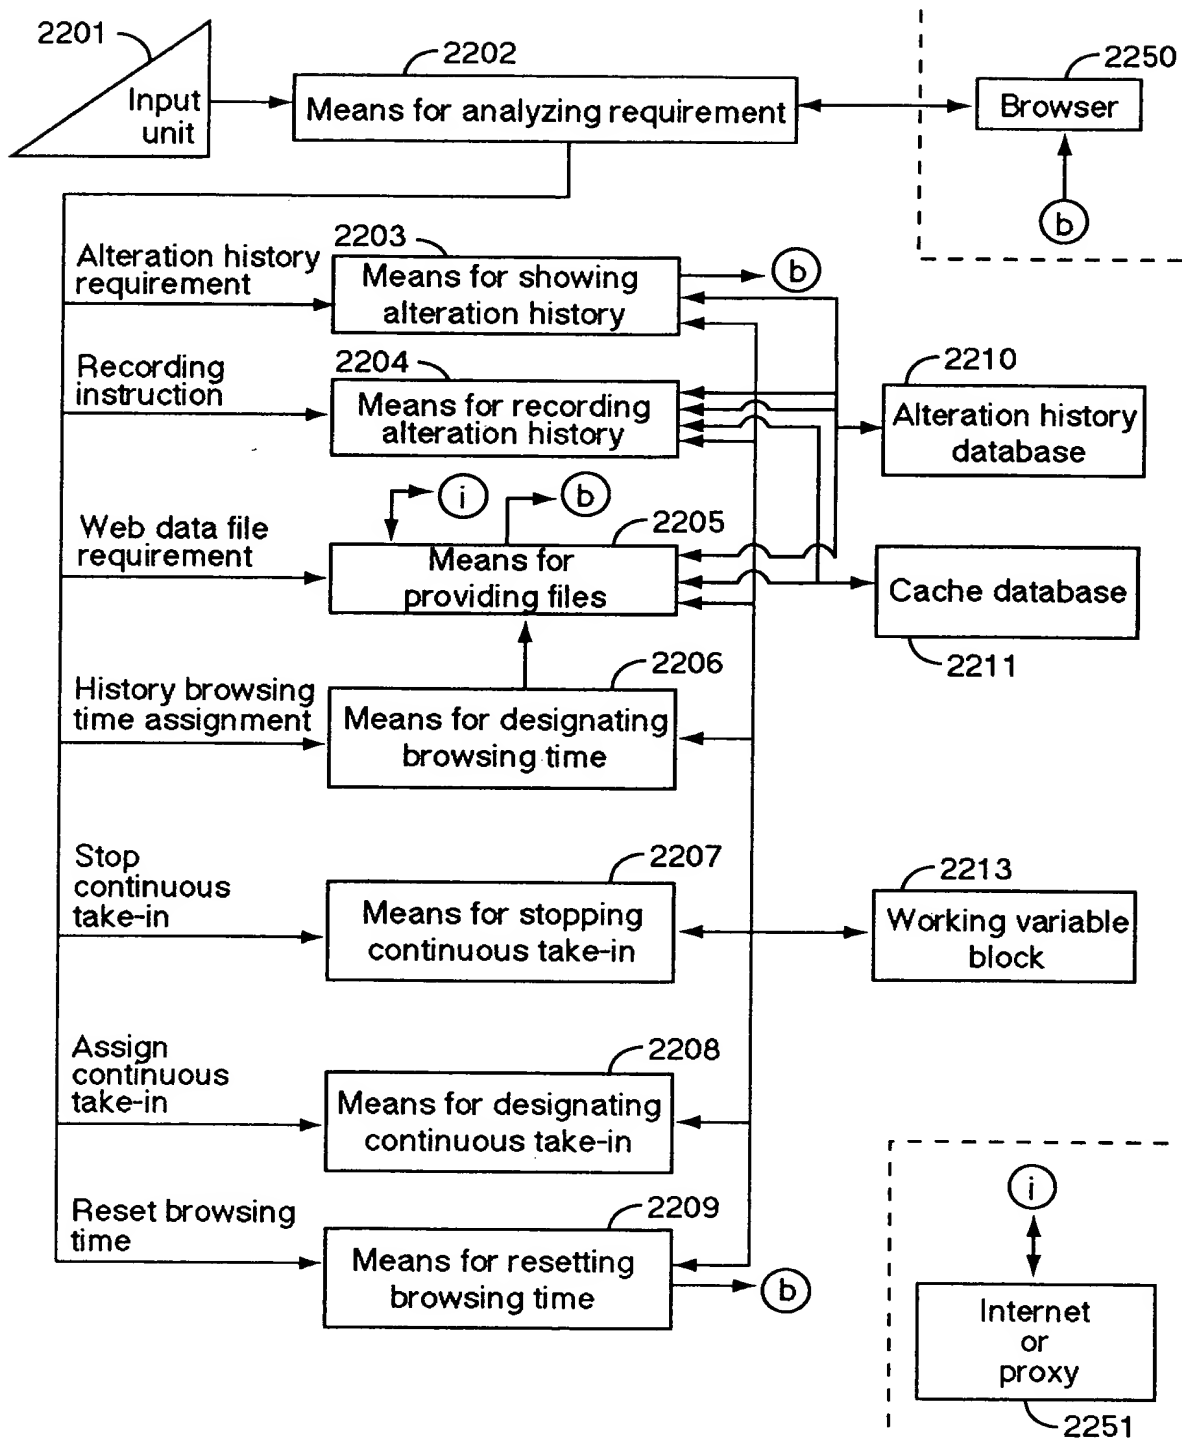 2201
Input
unit
2202
Means for analyzing requirement
2250
Browser
b
Alteration history
requirement
2203
Means for showing
alteration history
b
Recording
instruction
2204
Means for recording
alteration history
2210
Alteration history
database
i
b
Web data file
requirement
2205
Means for
providing files
Cache database
2211
History browsing
time assignment
2206
Means for designating
browsing time
Stop
continuous
take-in
2207
Means for stopping
continuous take-in
2213
Working variable
block
Assign
continuous
take-in
2208
Means for designating
continuous take-in
Reset browsing
time
2209
Means for resetting
browsing time
b
i
Internet
or
proxy
2251